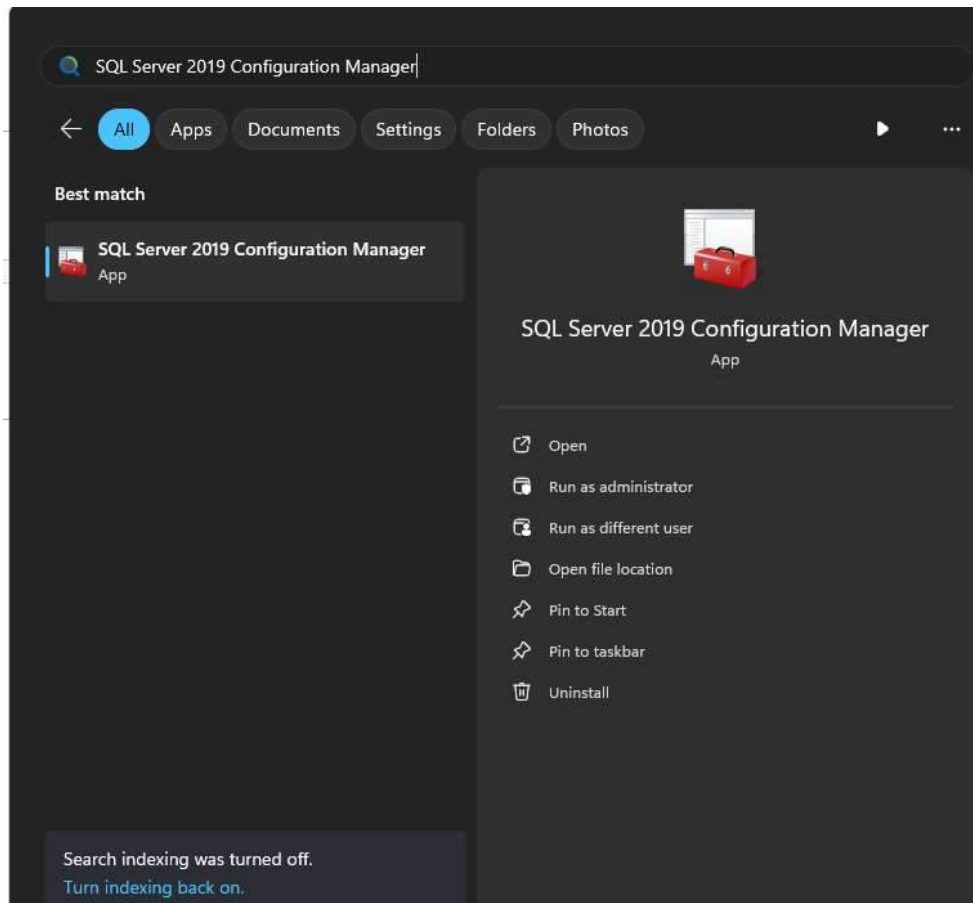 SQL Server 2019 Configuration Manager
All Apps Documents Settings Folders Photos
Best match
SQL Server 2019 Configuration Manager
App
SQL Server 2019 Configuration Manager
App
Open
Run as administrator
Run as different user
Open file location
Pin to Start
Pin to taskbar
Uninstall
Search indexing was turned off.
Turn indexing back on.